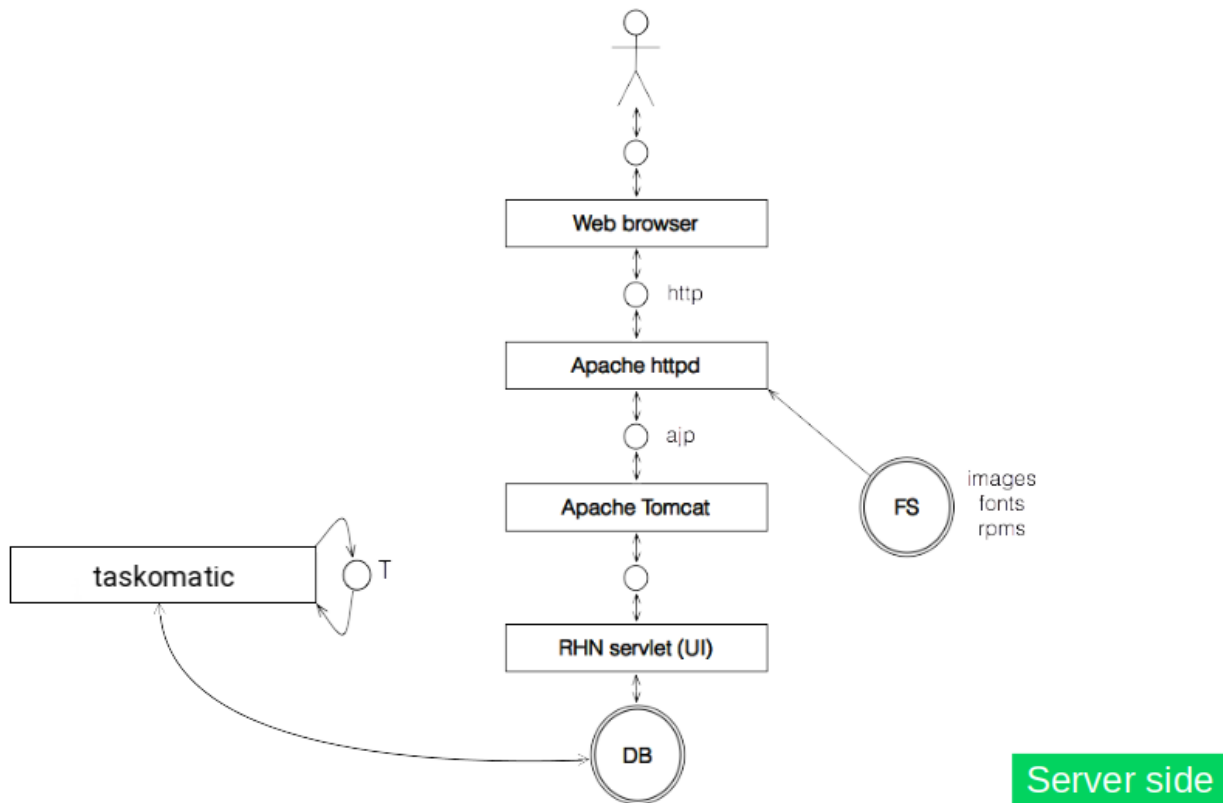 Web browser
http
Apache httpd
ajp
images
fonts
rpms
FS
Apache Tomcat
taskomatic
T
RHN servlet (UI)
DB
Server side